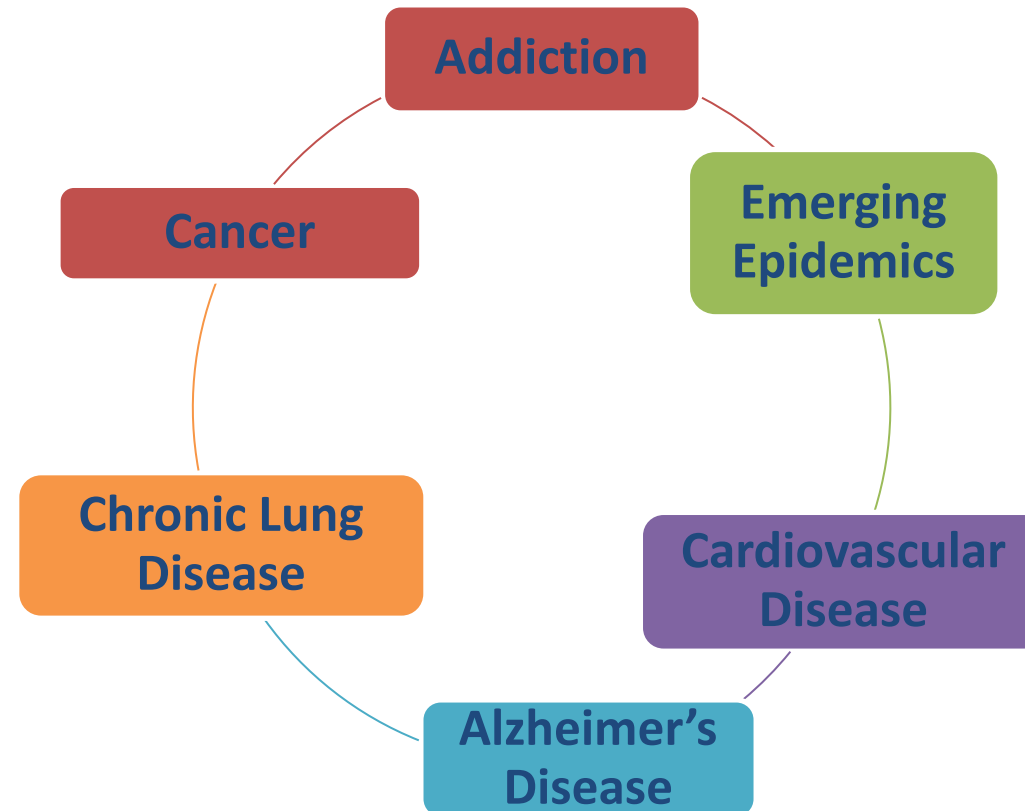 Addiction
Emerging
Epidemics
Cardiovascular
Disease
Alzheimer’s
Disease
Chronic Lung
Disease
Cancer